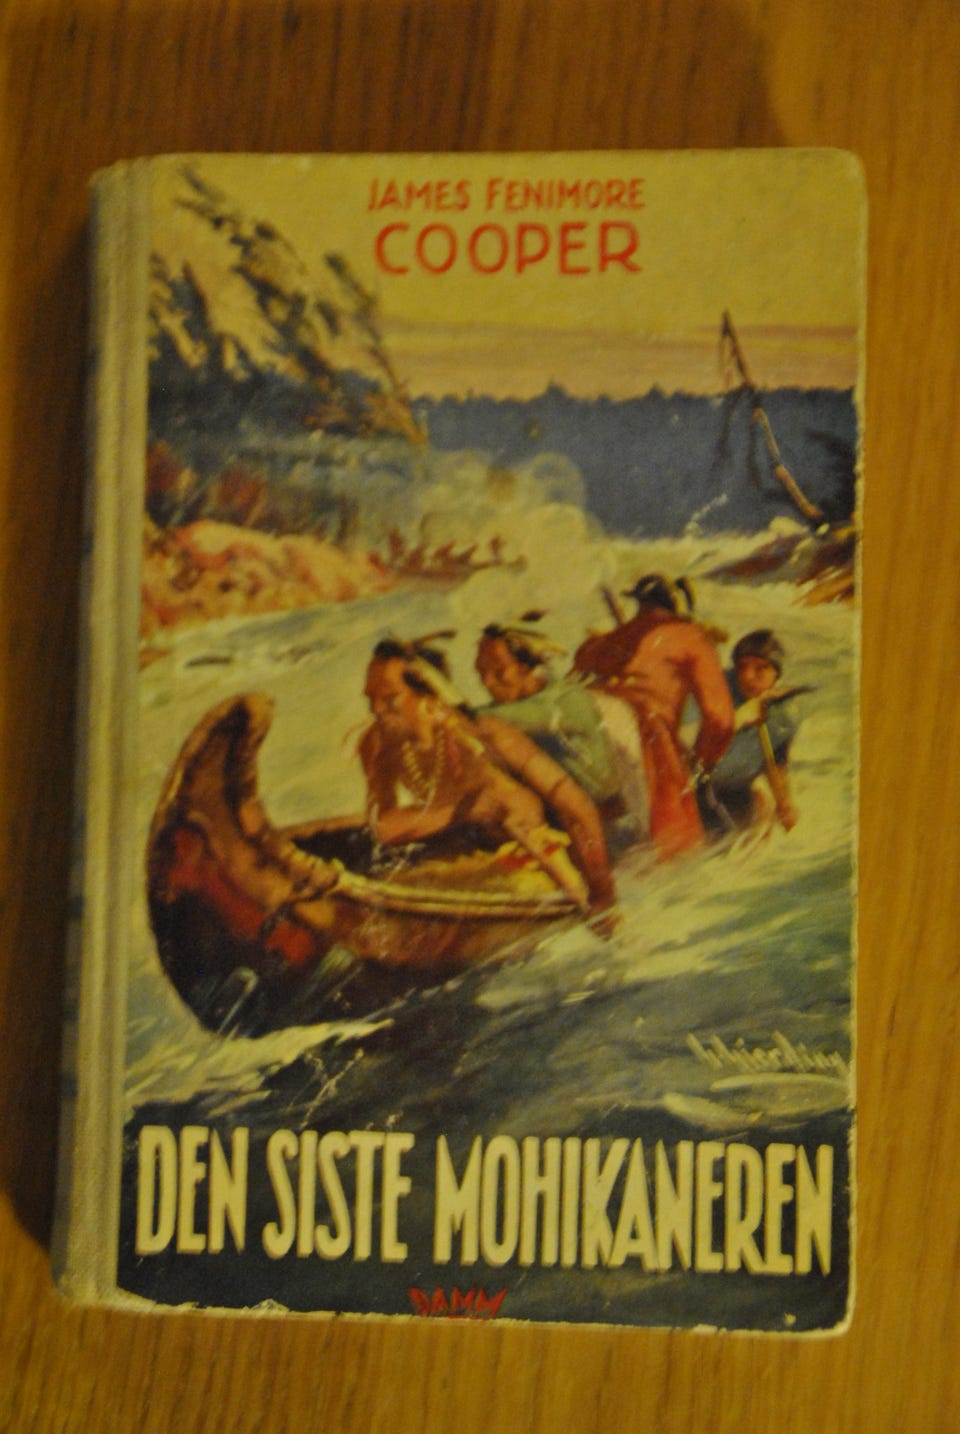 JAMES FENIMORE
COOPER
DEN SISTE MOHIKANEREN
DAMM